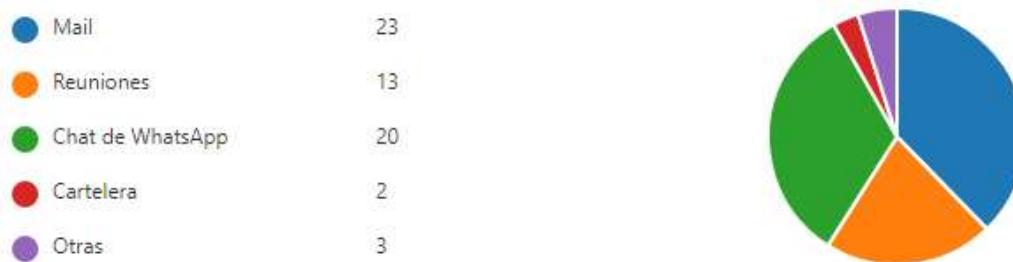 Mail 23
Reuniones 13
Chat de WhatsApp 20
Cartelera 2
Otras 3